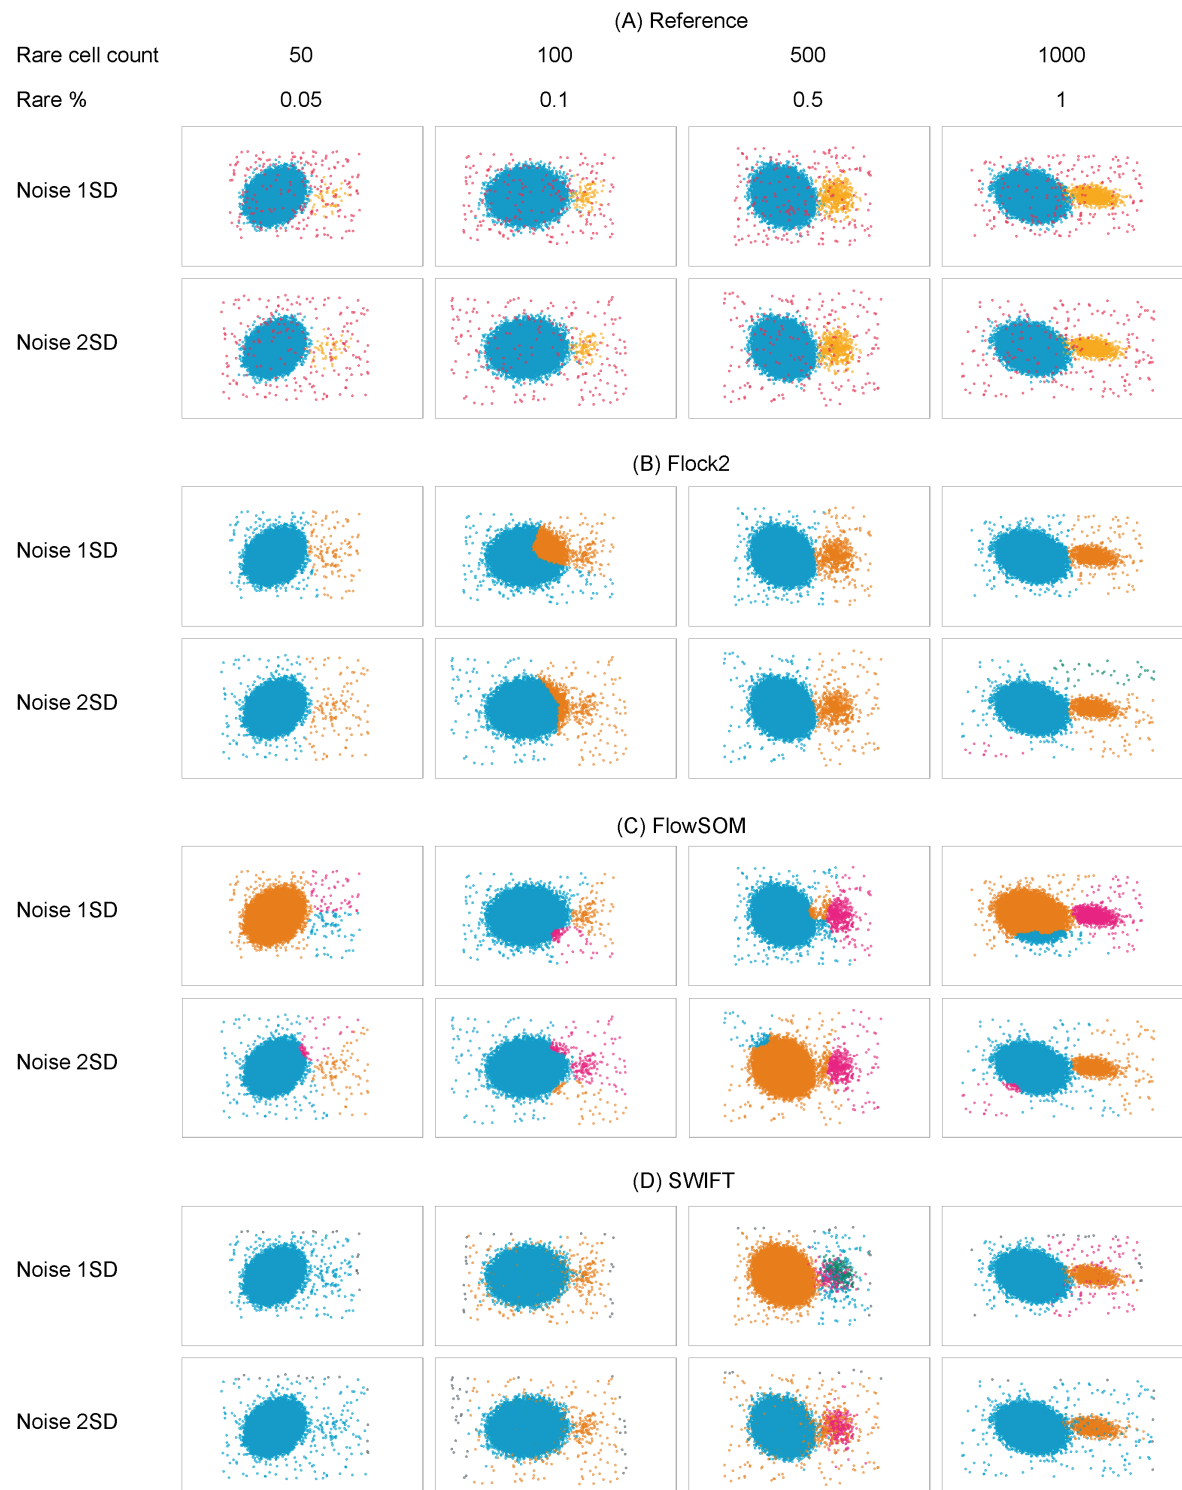 (A) Reference
Rare cell count 50 100 500 1000
Rare % 0.05 0.1 0.5 1
Noise 1SD
Noise 2SD
(B) Flock2
Noise 1SD
Noise 2SD
(C) FlowSOM
Noise 1SD
Noise 2SD
(D) SWIFT
Noise 1SD
Noise 2SD